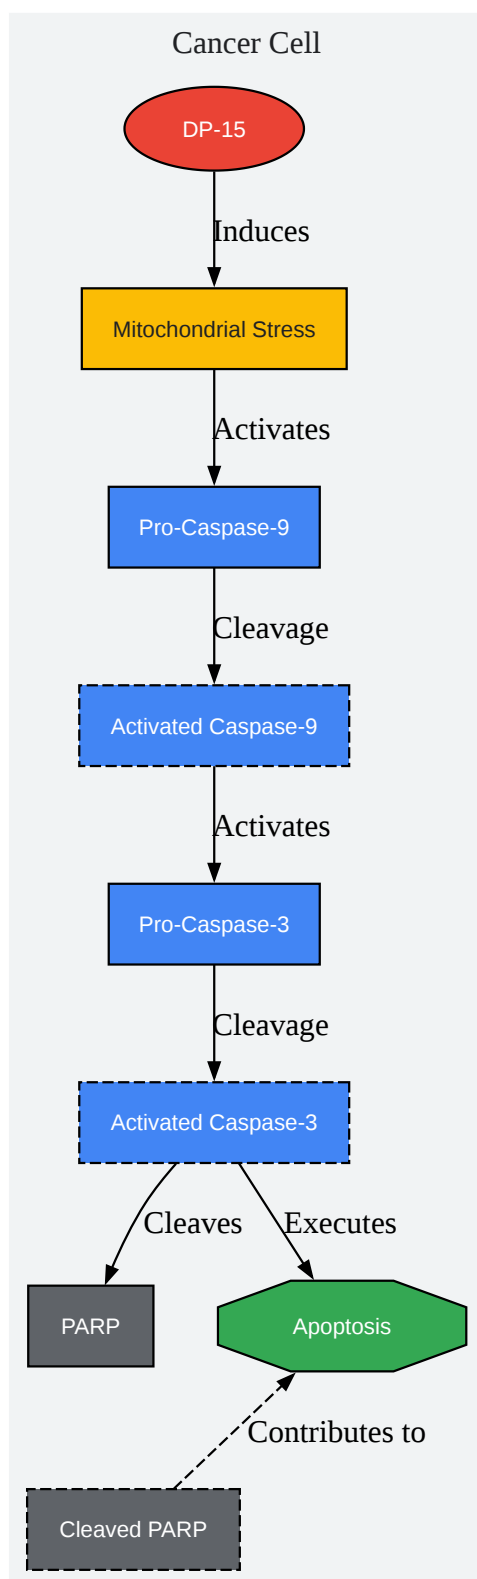 Cancer Cell
DP-15
Induces
Mitochondrial Stress
Activates
Pro-Caspase-9
Cleavage
Activated Caspase-9
Activates
Pro-Caspase-3
Cleavage
Activated Caspase-3
Cleaves
Executes
PARP
Apoptosis
Contributes to
Cleaved PARP